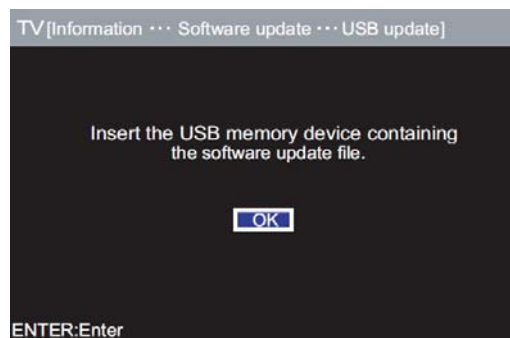 TV[Information ··· Software update ··· USB update]
Insert the USB memory device containing
the software update file.
OK
ENTER:Enter